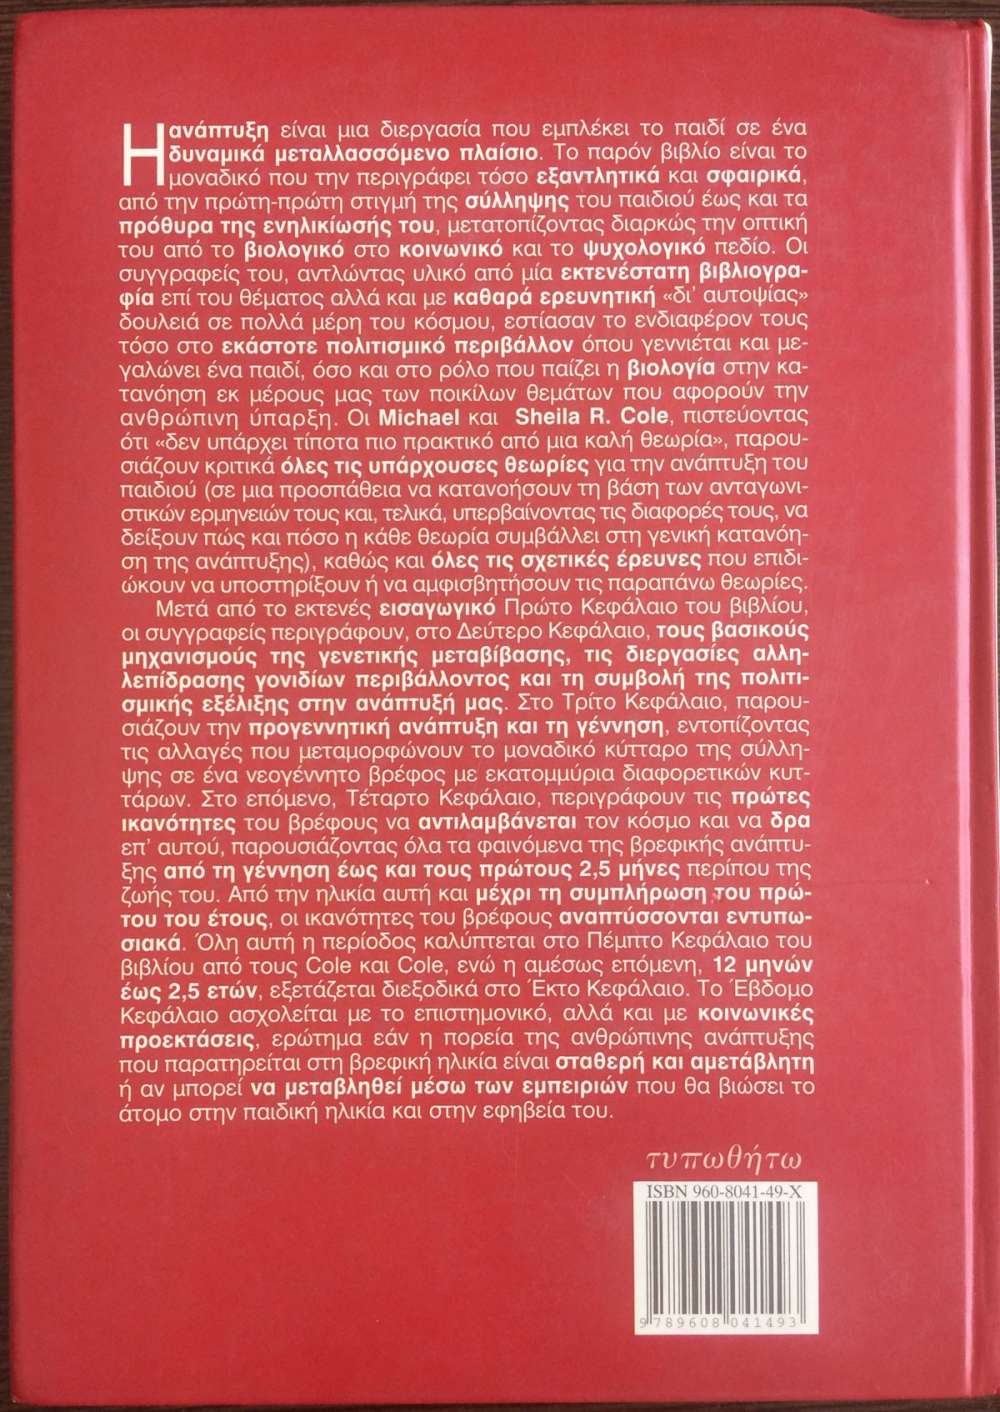 Η ανάπτυξη είναι μια διεργασία που εμπλέκει το παιδί σε ένα
δυναμικά μεταλλασσόμενο πλαίσιο. Το παρόν βιβλίο είναι το
μοναδικό που την περιγράφει τόσο εξαντλητικά και σφαιρικά,
από την πρώτη-πρώτη στιγμή της σύλληψης του παιδιού έως και τα
πρόθυρα της ενηλικίωσής του, μετατοπίζοντας διαρκώς την οπτική
του από το βιολογικό στο κοινωνικό και το ψυχολογικό πεδίο. Οι
συγγραφείς του, αντλώντας υλικό από μία εκτενέστατη βιβλιογρα-
φία επί του θέματος αλλά και με καθαρά ερευνητική «δι' αυτοψίας»
δουλειά σε πολλά μέρη του κόσμου, εστίασαν το ενδιαφέρον τους
τόσο στο εκάστοτε πολιτισμικό περιβάλλον όπου γεννιέται και με-
γαλώνει ένα παιδί, όσο και στο ρόλο που παίζει η βιολογία στην κα-
τανόηση εκ μέρους μας των ποικίλων θεμάτων που αφορούν την
ανθρώπινη ύπαρξη. Οι Michael και Sheila R. Cole, πιστεύοντας
ότι «δεν υπάρχει τίποτα πιο πρακτικό από μια καλή θεωρία», παρου-
σιάζουν κριτικά όλες τις υπάρχουσες θεωρίες για την ανάπτυξη του
παιδιού (σε μια προσπάθεια να κατανοήσουν τη βάση των ανταγωνι-
στικών ερμηνειών τους και, τελικά, υπερβαίνοντας τις διαφορές τους, να
δείξουν πώς και πόσο η κάθε θεωρία συμβάλλει στη γενική κατανόη-
ση της ανάπτυξης), καθώς και όλες τις σχετικές έρευνες που επιδι-
ώκουν να υποστηρίξουν ή να αμφισβητήσουν τις παραπάνω θεωρίες.
Μετά από το εκτενές εισαγωγικό Πρώτο Κεφάλαιο του βιβλίου,
οι συγγραφείς περιγράφουν, στο Δεύτερο Κεφάλαιο, τους βασικούς
μηχανισμούς της γενετικής μεταβίβασης, τις διεργασίες αλλη-
λεπίδρασης γονιδίων περιβάλλοντος και τη συμβολή της πολιτι-
σμικής εξέλιξης στην ανάπτυξή μας. Στο Τρίτο Κεφάλαιο, παρου-
σιάζουν την προγεννητική ανάπτυξη και τη γέννηση, εντοπίζοντας
τις αλλαγές που μεταμορφώνουν το μοναδικό κύτταρο της σύλλη-
ψης σε ένα νεογέννητο βρέφος με εκατομμύρια διαφορετικών κυτ-
τάρων. Στο επόμενο, Τέταρτο Κεφάλαιο, περιγράφουν τις πρώτες
ικανότητες του βρέφους να αντιλαμβάνεται τον κόσμο και να δρα
επ' αυτού, παρουσιάζοντας όλα τα φαινόμενα της βρεφικής ανάπτυ-
ξης από τη γέννηση έως και τους πρώτους 2,5 μήνες περίπου της
ζωής του. Από την ηλικία αυτή και μέχρι τη συμπλήρωση του πρώ-
του του έτους, οι ικανότητες του βρέφους αναπτύσσονται εντυπω-
σιακά. Όλη αυτή η περίοδος καλύπτεται στο Πέμπτο Κεφάλαιο του
βιβλίου από τους Cole και Cole, ενώ η αμέσως επόμενη, 12 μηνών
έως 2,5 ετών, εξετάζεται διεξοδικά στο Έκτο Κεφάλαιο. Το Έβδομο
Κεφάλαιο ασχολείται με το επιστημονικό, αλλά και με κοινωνικές
προεκτάσεις, ερώτημα εάν η πορεία της ανθρώπινης ανάπτυξης
που παρατηρείται στη βρεφική ηλικία είναι σταθερή και αμετάβλητη
ή αν μπορεί να μεταβληθεί μέσω των εμπειριών που θα βιώσει το
άτομο στην παιδική ηλικία και στην εφηβεία του.
τυπωθήτω
ISBN 960-8041-49-X
9 789608 041493